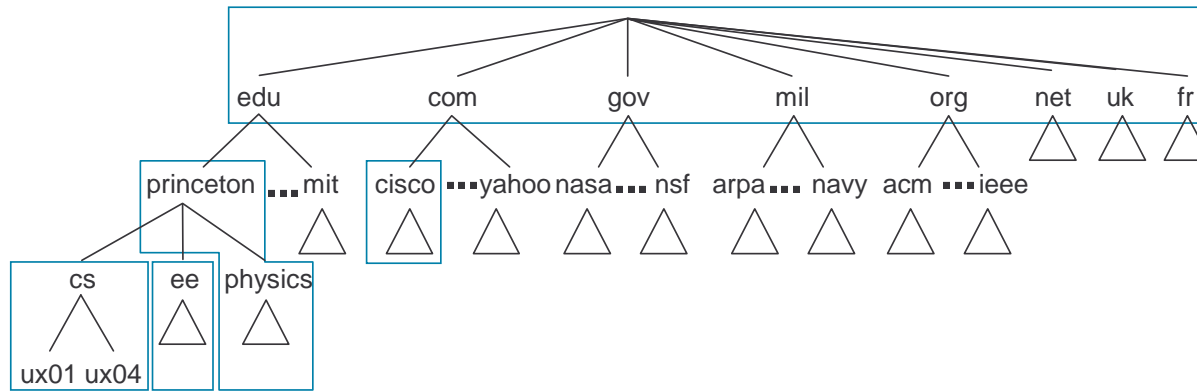 edu com gov mil org net uk fr
princeton ... mit cisco ... yahoo nasa ... nsf arpa ... navy acm ... ieee
cs ee physics
ux01 ux04